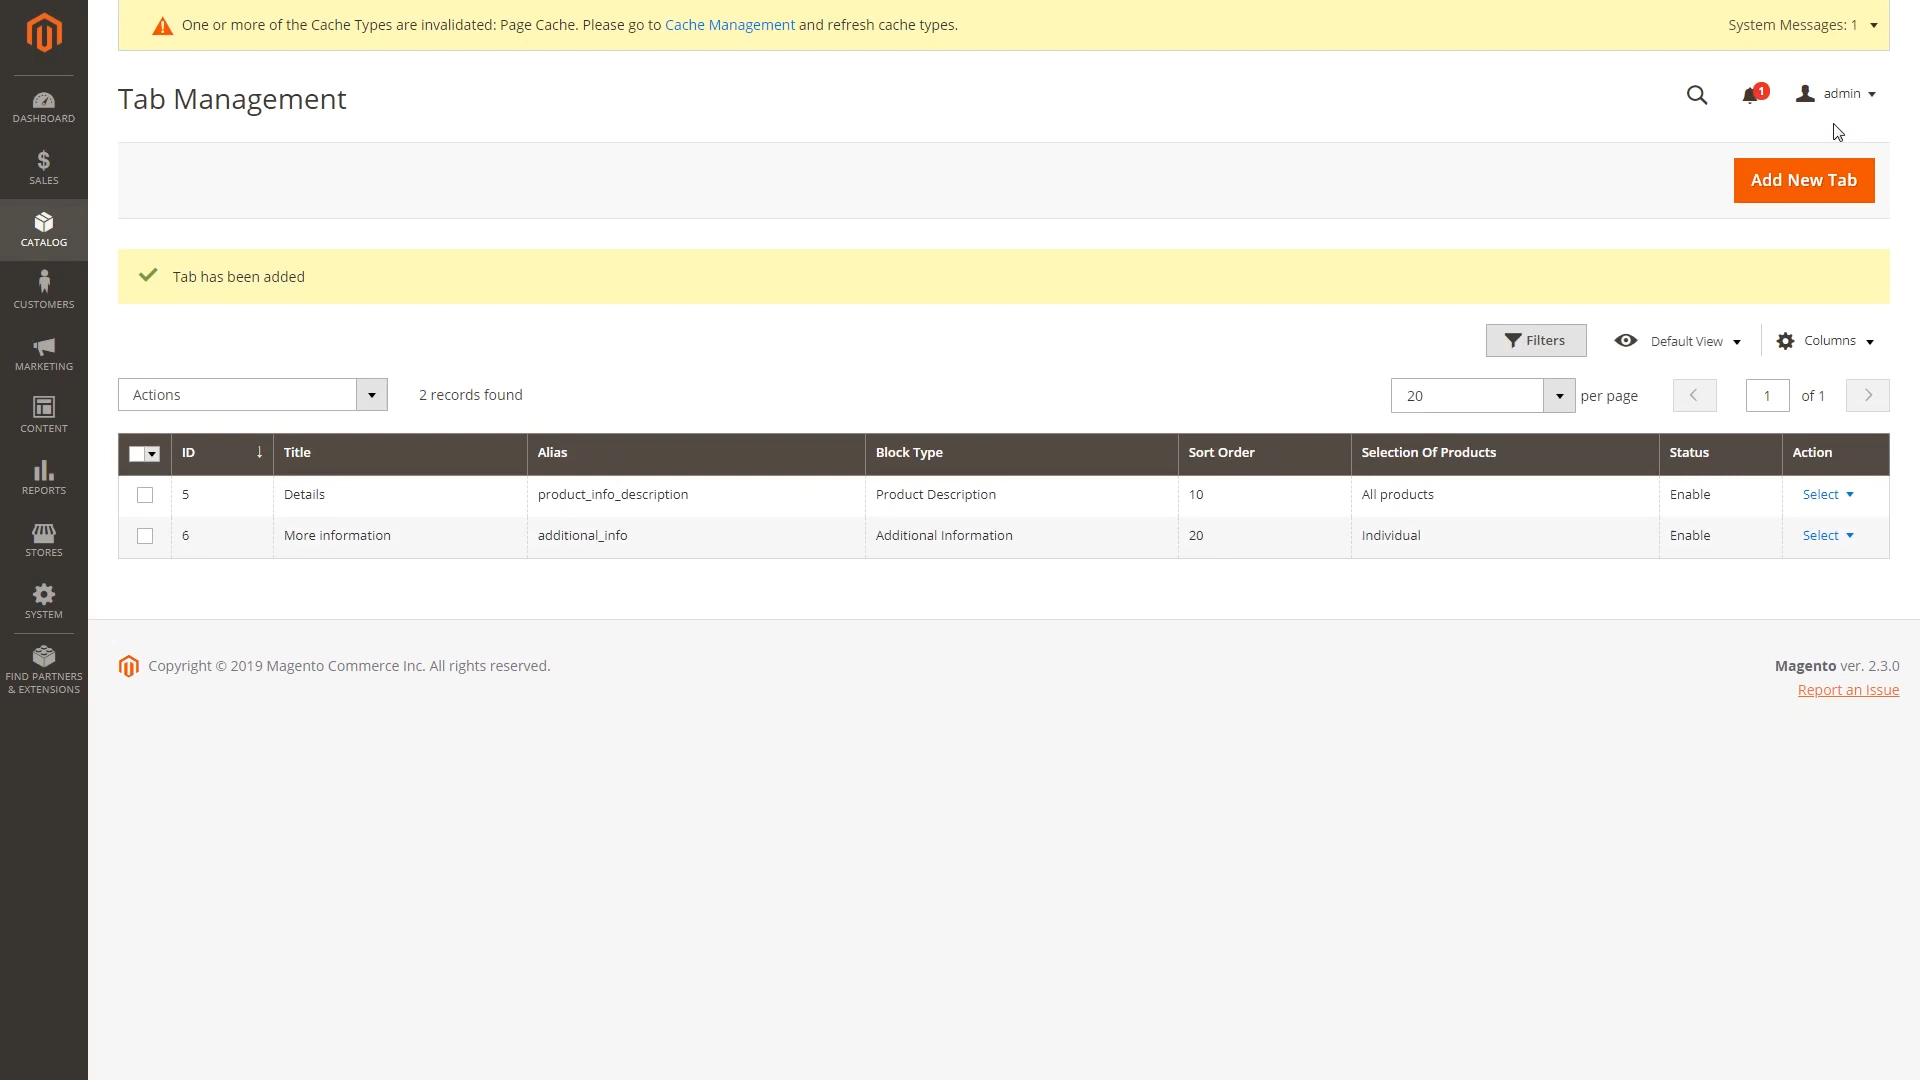 One or more of the Cache Types are invalidated: Page Cache. Please go to Cache Management and refresh cache types.
System Messages: 1
Tab Management
1
admin
DASHBOARD
SALES
Add New Tab
CATALOG
Tab has been added
CUSTOMERS
Filters
Default View
Columns
MARKETING
Actions
2 records found
20
per page
1
of 1
CONTENT
ID ↓ Title Alias Block Type Sort Order Selection Of Products Status Action
REPORTS
5 Details product_info_description Product Description 10 All products Enable Select
6 More information additional_info Additional Information 20 Individual Enable Select
STORES
SYSTEM
FIND PARTNERS
& EXTENSIONS
Copyright © 2019 Magento Commerce Inc. All rights reserved.
Magento ver. 2.3.0
Report an Issue